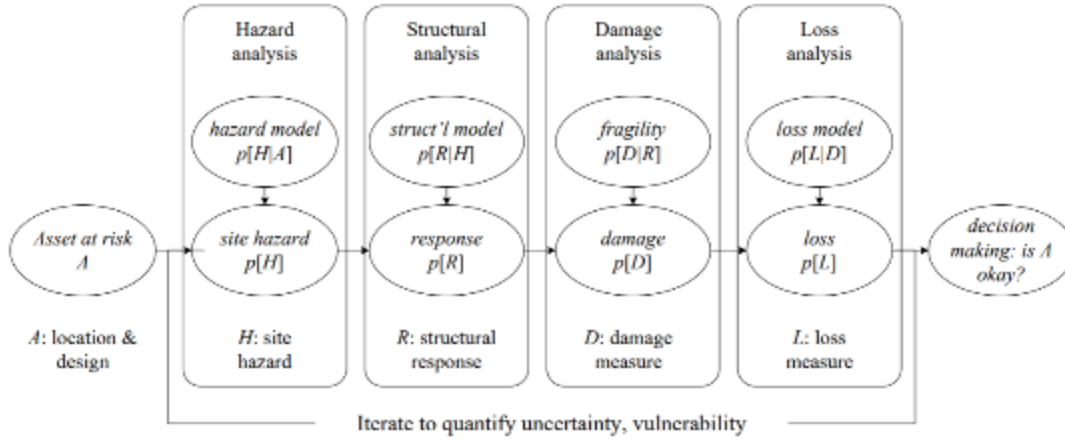 Hazard
analysis
Structural
analysis
Damage
analysis
Loss
analysis
hazard model
p[H|A]
struct'l model
p[R|H]
fragility
p[D|R]
loss model
p[L|D]
Asset at risk
A
site hazard
p[H]
response
p[R]
damage
p[D]
loss
p[L]
decision
making: is A
okay?
A: location &
design
H: site
hazard
R: structural
response
D: damage
measure
L: loss
measure
Iterate to quantify uncertainty, vulnerability